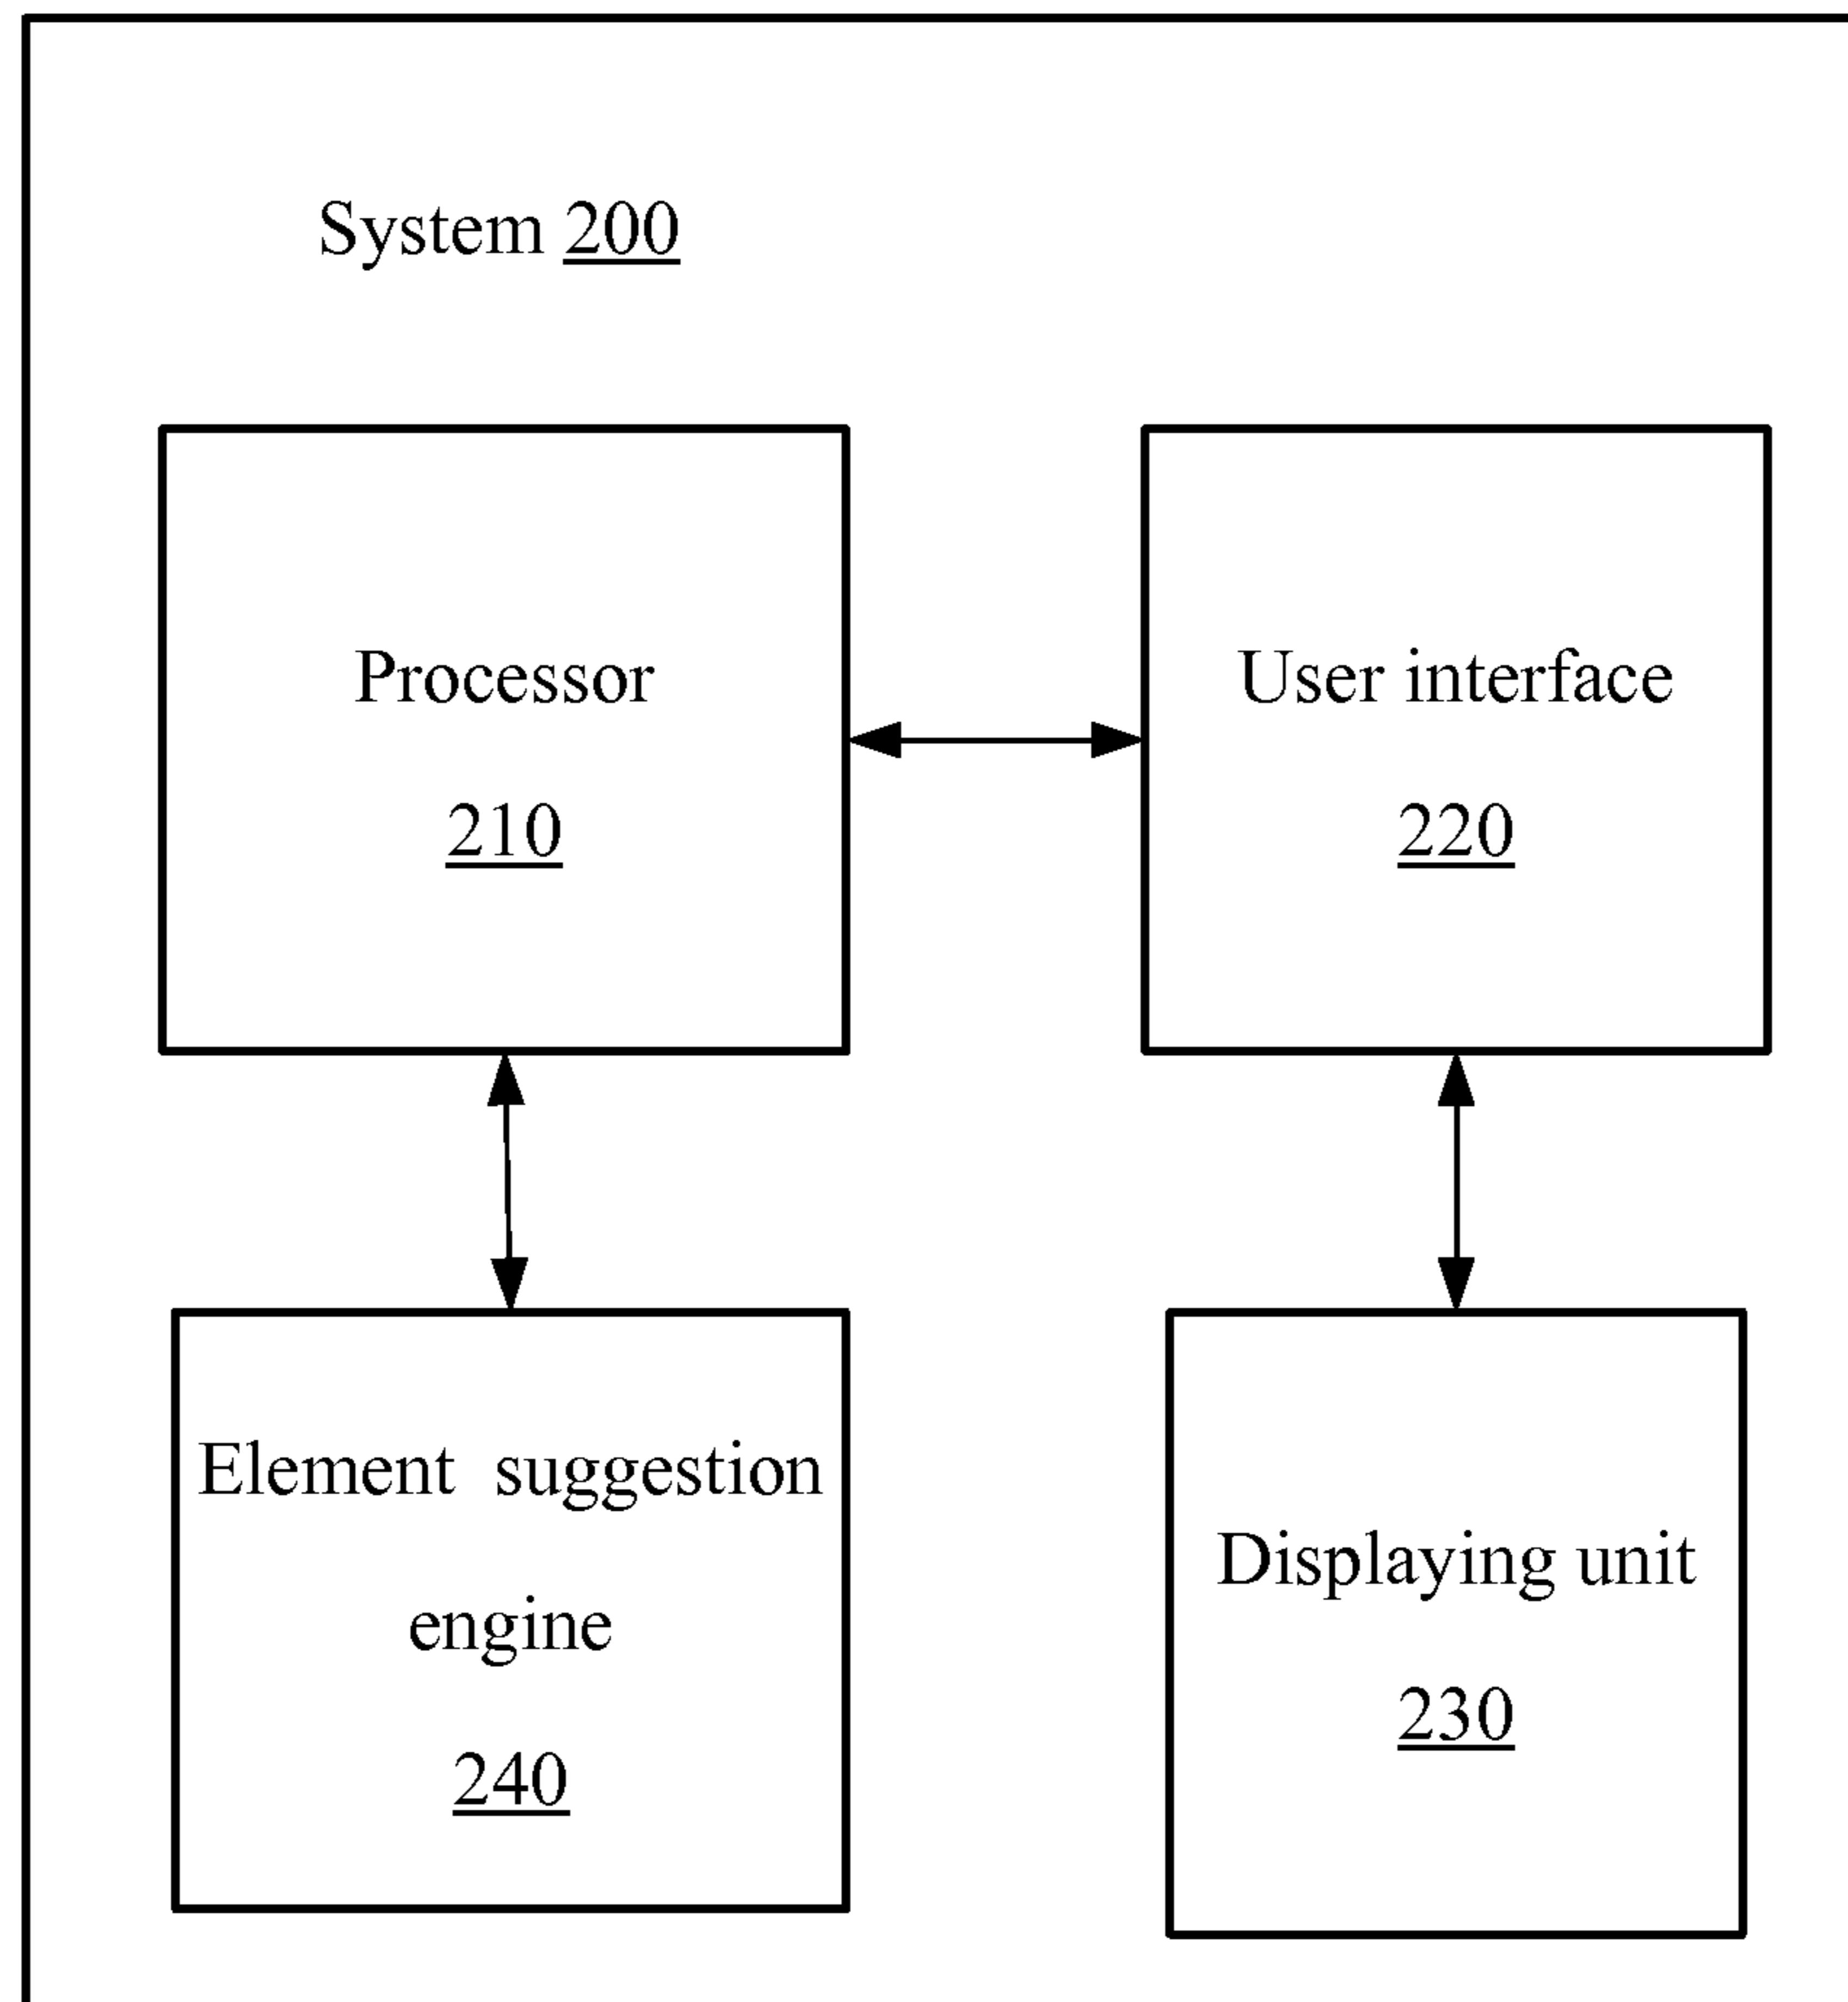 System 200
Processor
210
User interface
220
Element suggestion
engine
240
Displaying unit
230